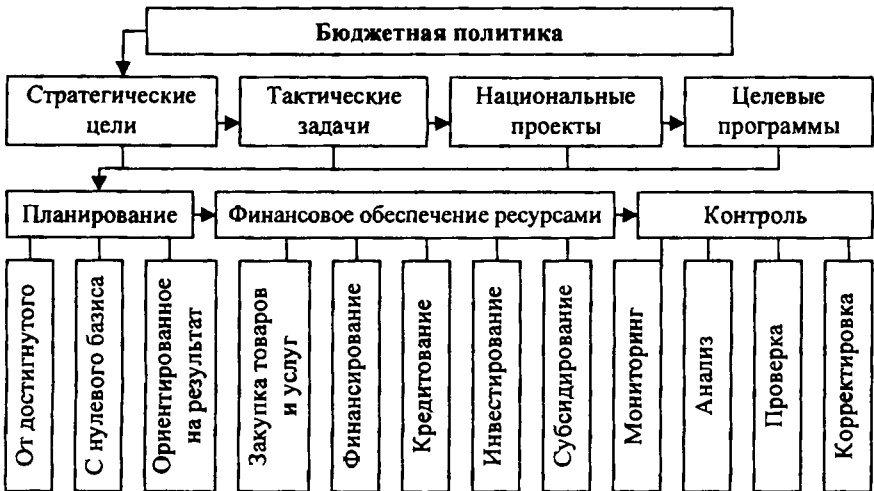 Бюджетная политика
Стратегические
цели
Тактические
задачи
Национальные
проекты
Целевые
программы
Планирование
Финансовое обеспечение ресурсами
Контроль
От достигнутого
С нулевого базиса
Ориентированное
на результат
Закупка товаров
и услуг
Финансирование
Кредитование
Инвестирование
Субсидирование
Мониторинг
Анализ
Проверка
Корректировка